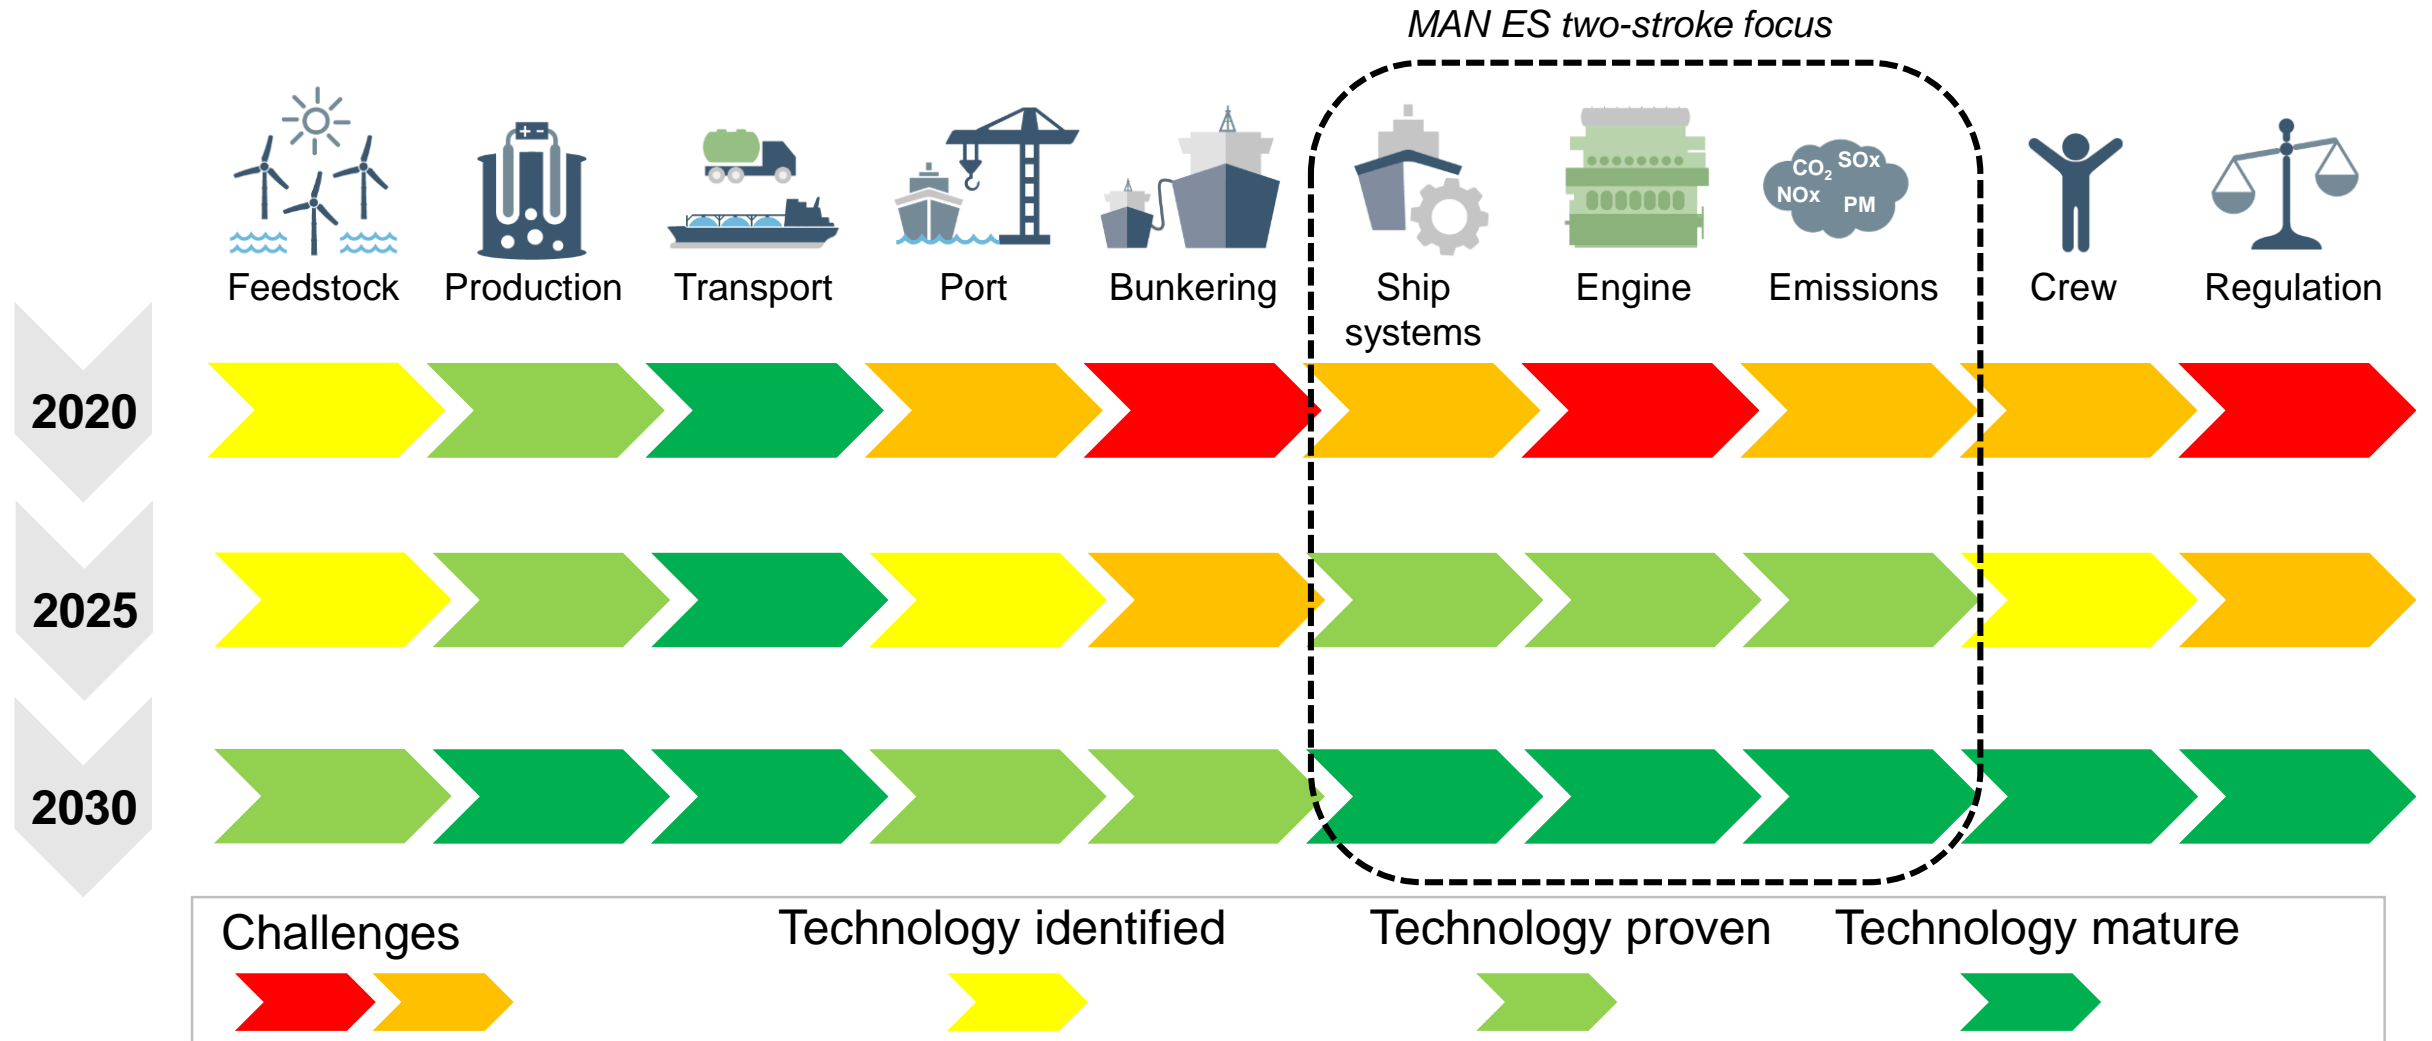 MAN ES two-stroke focus
+ -
CO2 SOx
NOx PM
Feedstock Production Transport Port Bunkering Ship systems Engine Emissions Crew Regulation
2020
2025
2030
Challenges Technology identified Technology proven Technology mature